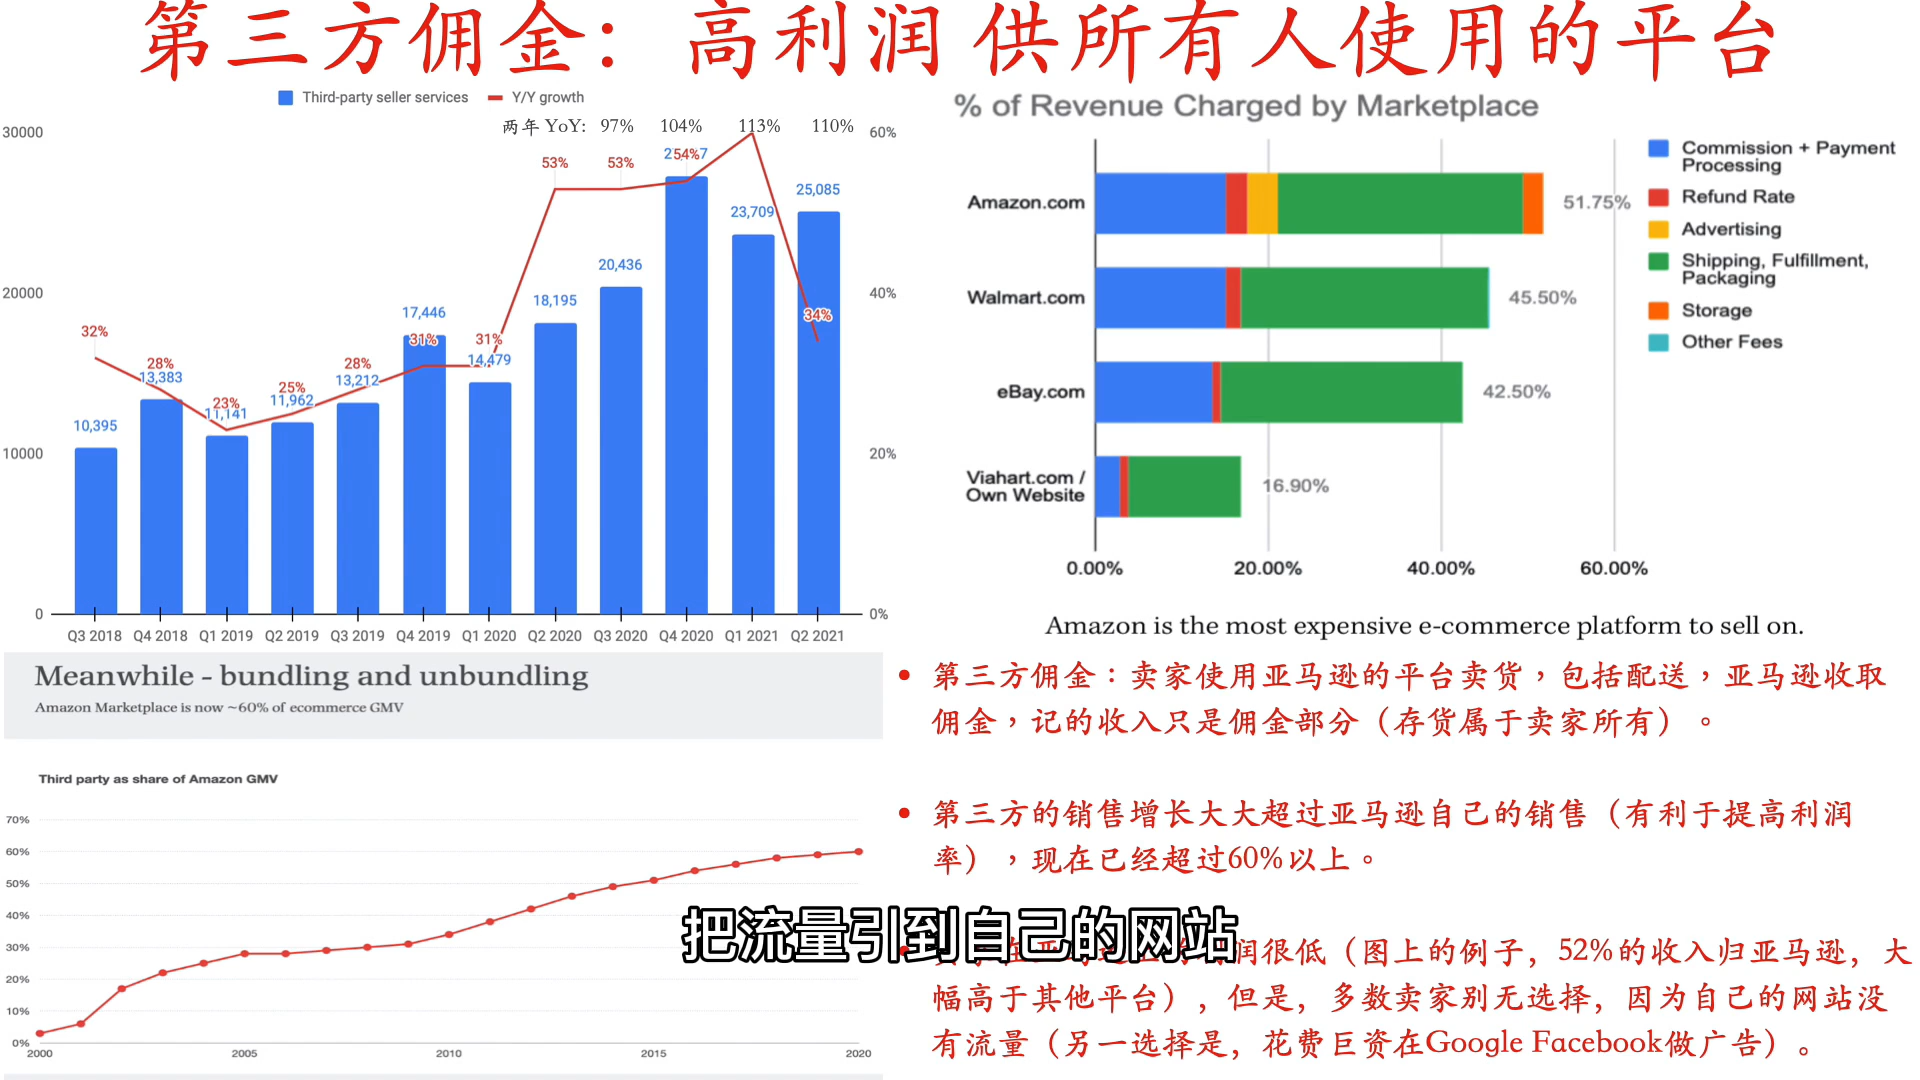 第三方佣金：高利润 供所有人使用的平台
Third-party seller services
Y/Y growth
两年 YoY: 97% 104% 113% 110%
30000
20000
10000
0
60%
40%
20%
0%
32%
28%
23%
25%
28%
31%
31%
53%
53%
54%
34%
10,395
13,383
11,141
11,962
13,212
17,446
14,479
18,195
20,436
23,709
25,085
Q3 2018 Q4 2018 Q1 2019 Q2 2019 Q3 2019 Q4 2019 Q1 2020 Q2 2020 Q3 2020 Q4 2020 Q1 2021 Q2 2021
% of Revenue Charged by Marketplace
Amazon.com
51.75%
Walmart.com
45.50%
eBay.com
42.50%
Viahart.com /
Own Website
16.90%
0.00% 20.00% 40.00% 60.00%
Commission + Payment
Processing
Refund Rate
Advertising
Shipping, Fulfillment,
Packaging
Storage
Other Fees
Amazon is the most expensive e-commerce platform to sell on.
Meanwhile - bundling and unbundling
Amazon Marketplace is now ~60% of ecommerce GMV
Third party as share of Amazon GMV
70%
60%
50%
40%
30%
20%
10%
0%
2000 2005 2010 2015 2020
• 第三方佣金：卖家使用亚马逊的平台卖货，包括配送，亚马逊收取
佣金，记的收入只是佣金部分（存货属于卖家所有）。
• 第三方的销售增长大大超过亚马逊自己的销售（有利于提高利润
率），现在已经超过60%以上。
润很低（图上的例子，52%的收入归亚马逊，大
幅高于其他平台），但是，多数卖家别无选择，因为自己的网站没
有流量（另一选择是，花费巨资在Google Facebook做广告）。
把流量引到自己的网站